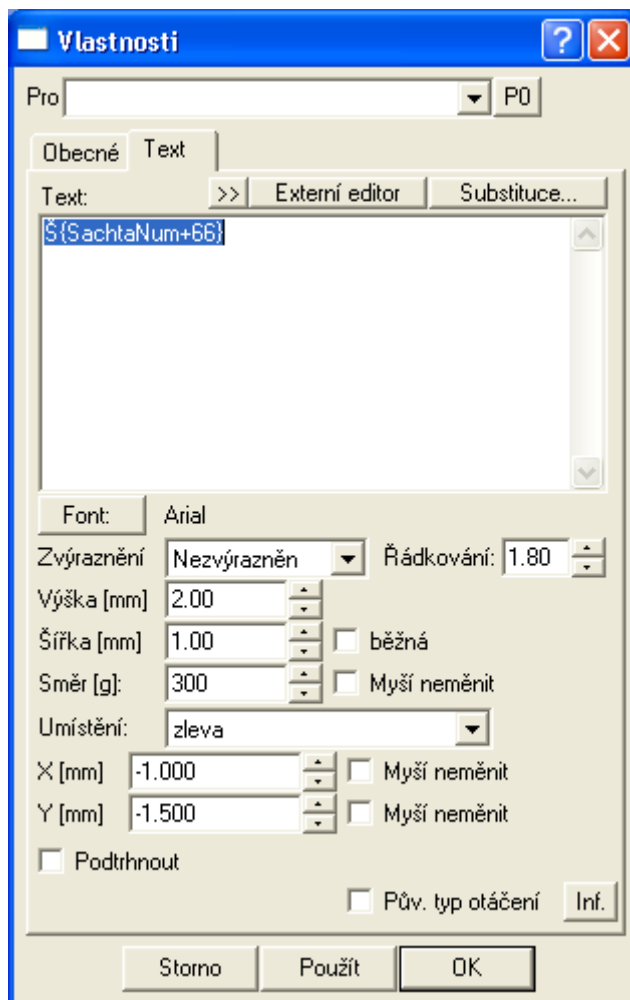 Vlastnosti
Pro P0
Obecné Text
Text: >> Externí editor Substituce...
Š{SachtaNum+66}
Font: Arial
Zvýraznění Nezvýrazněn Řádkování: 1.80
Výška [mm] 2.00
Šířka [mm] 1.00 běžná
Směr [g]: 300 Myší neměnit
Umístění: zleva
X [mm] -1.000 Myší neměnit
Y [mm] -1.500 Myší neměnit
Podtrhnout
Pův. typ otáčení Inf.
Storno Použít OK